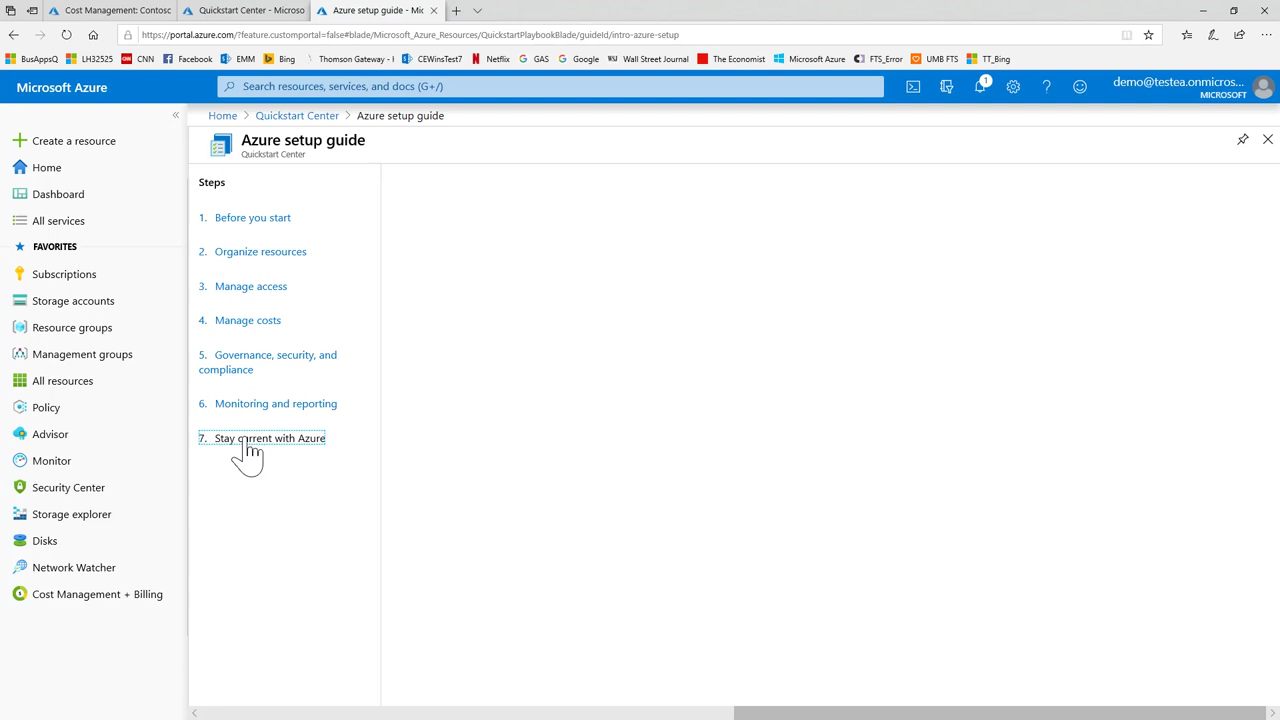 Cost Management: Contosc
Quickstart Center - Microso
Azure setup guide - Mic
https://portal.azure.com/?feature.customportal=false#blade/Microsoft_Azure_Resources/QuickstartPlaybookBlade/guideId/intro-azure-setup
BusAppsQ
LH32525
CNN
Facebook
EMM
Bing
Thomson Gateway - H
CEWinsTest7
Netflix
GAS
Google
WSJ Wall Street Journal
The Economist
Microsoft Azure
FTS_Error
UMB FTS
TT_Bing
Microsoft Azure
Search resources, services, and docs (G+/)
1
demo@testea.onmicros...
MICROSOFT
Home > Quickstart Center > Azure setup guide
Azure setup guide
Quickstart Center
Create a resource
Home
Dashboard
All services
FAVORITES
Subscriptions
Storage accounts
Resource groups
Management groups
All resources
Policy
Advisor
Monitor
Security Center
Storage explorer
Disks
Network Watcher
Cost Management + Billing
Steps
1. Before you start
2. Organize resources
3. Manage access
4. Manage costs
5. Governance, security, and
compliance
6. Monitoring and reporting
7. Stay current with Azure